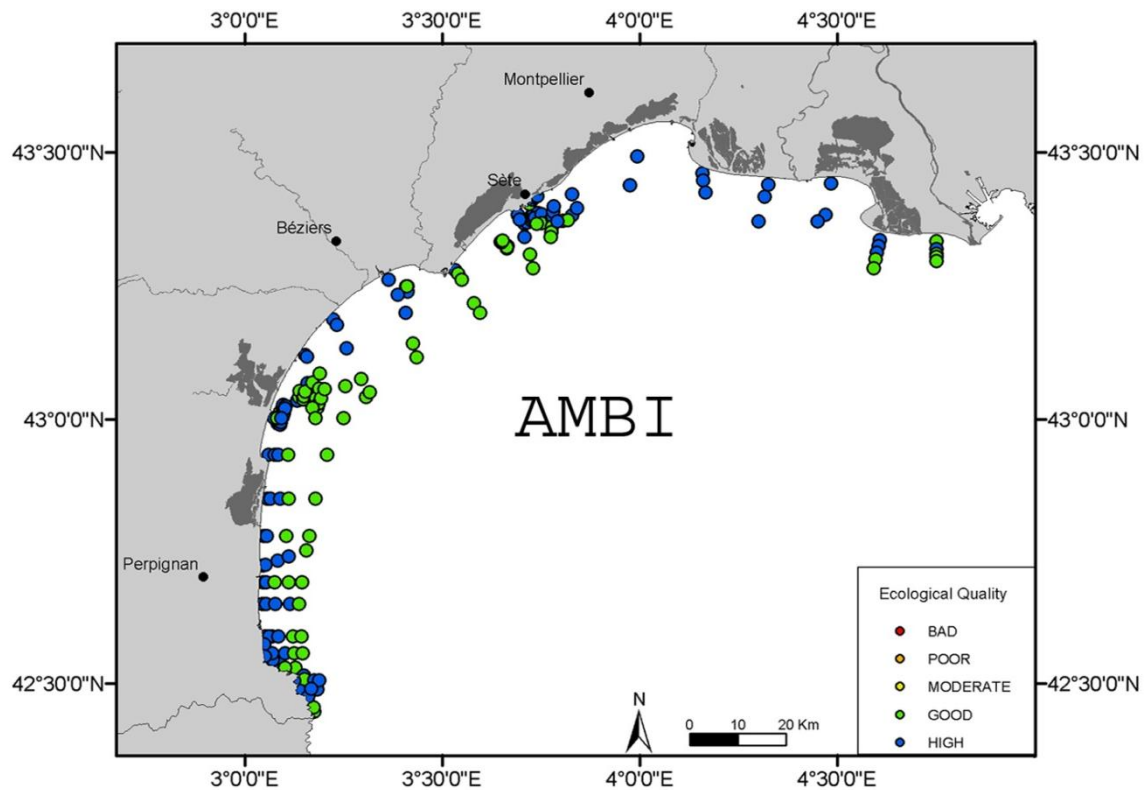 3°0'0"E 3°30'0"E 4°0'0"E 4°30'0"E
Montpellier
43°30'0"N 43°30'0"N
Sète
Béziers
43°0'0"N AMBI 43°0'0"N
Perpignan
Ecological Quality
BAD
POOR
MODERATE
GOOD
HIGH
42°30'0"N 42°30'0"N
N
0 10 20 Km
3°0'0"E 3°30'0"E 4°0'0"E 4°30'0"E